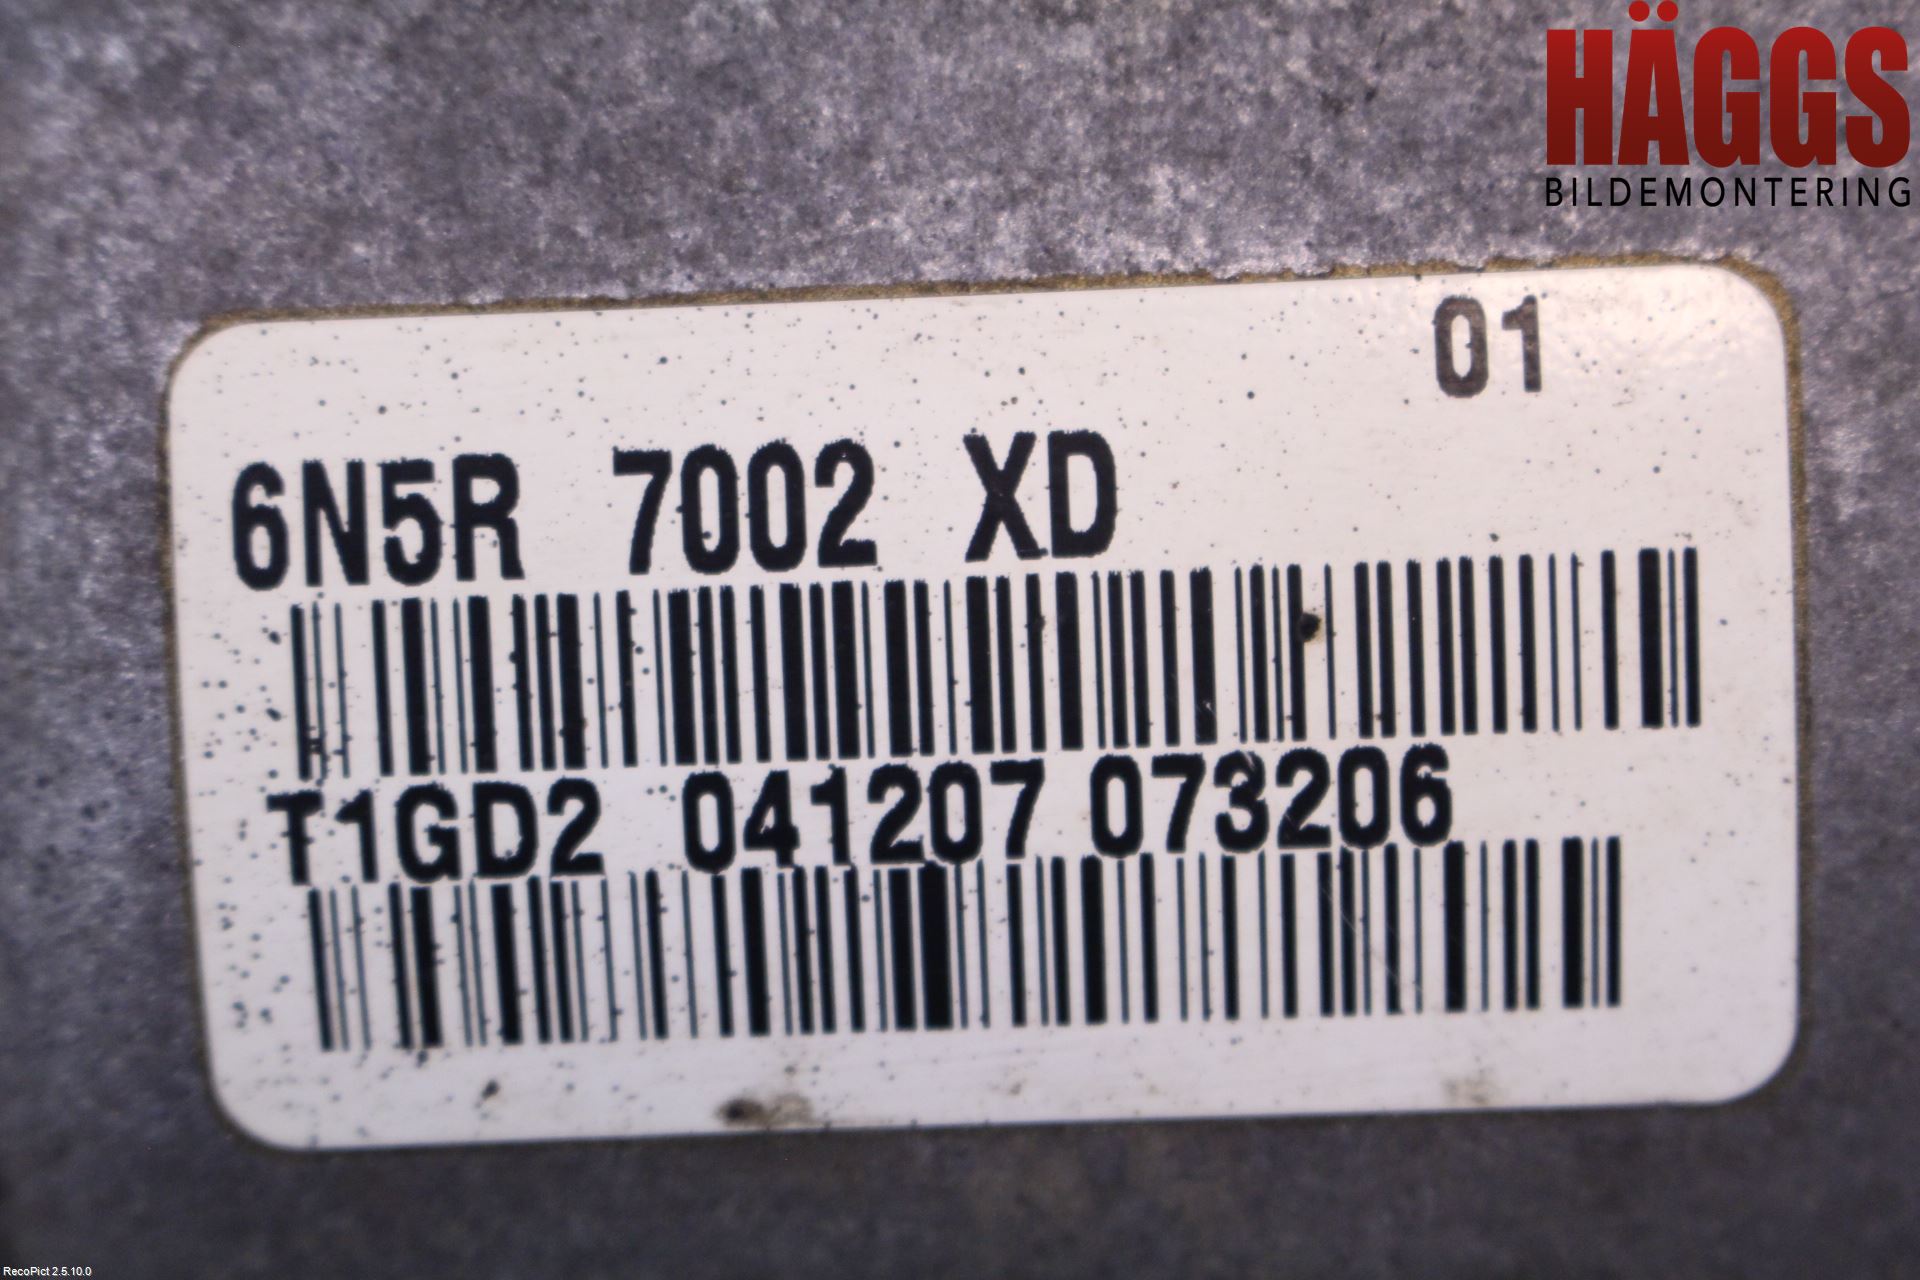 HÄGGS
BILDEMONTERING
01
6N5R 7002 XD
T1GD2 041207 073206
RecoPict 2.5.10.0